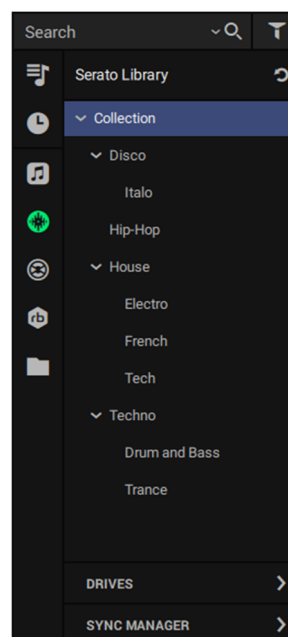 Search
Serato Library
Collection
Disco
Italo
Hip-Hop
House
Electro
French
Tech
Techno
Drum and Bass
Trance
rb
DRIVES
SYNC MANAGER